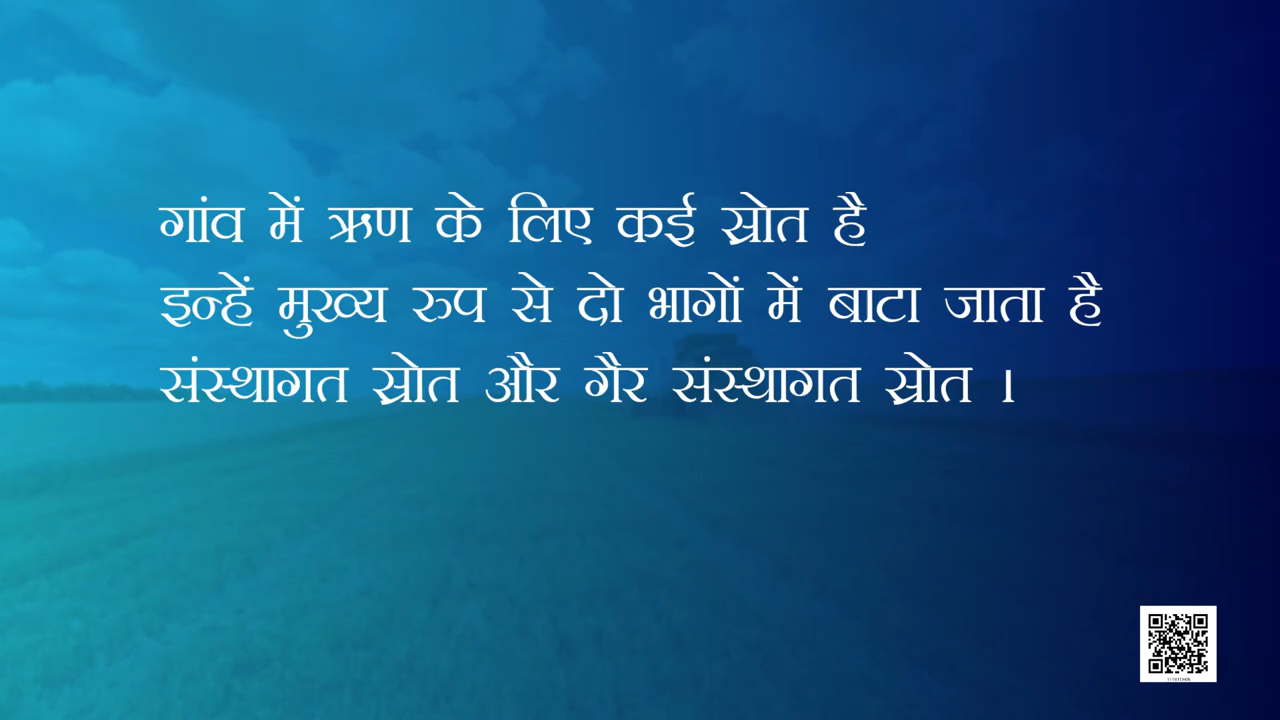 गांव में ऋण के लिए कई स्रोत है
इन्हें मुख्य रुप से दो भागों में बाटा जाता है
संस्थागत स्रोत और गैर संस्थागत स्रोत ।